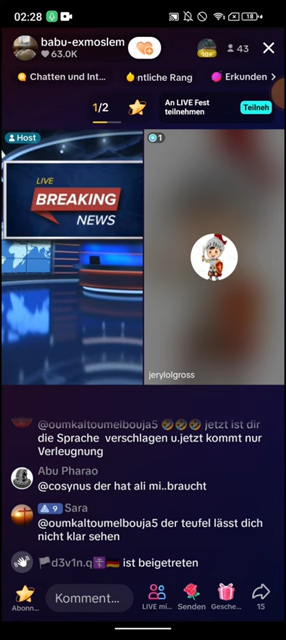 02:28
18
babu-exmoslem
63.0K
43
Chatten und Int...
ntliche Rang
Erkunden
1/2
An LIVE Fest
teilnehmen
Teilneh
Host
1
LIVE
BREAKING
NEWS
jerylolgross
@oumkaltoumelbouja5 🤣🤣🤣 jetzt ist dir
die Sprache verschlagen u.jetzt kommt nur
Verleugnung
Abu Pharao
@cosynus der hat ali mi..braucht
9 Sara
@oumkaltoumelbouja5 der teufel lässt dich
nicht klar sehen
d3v1n.q🇩🇪 ist beigetreten
Abonn...
Komment...
LIVE mi...
Senden
Gesche...
15